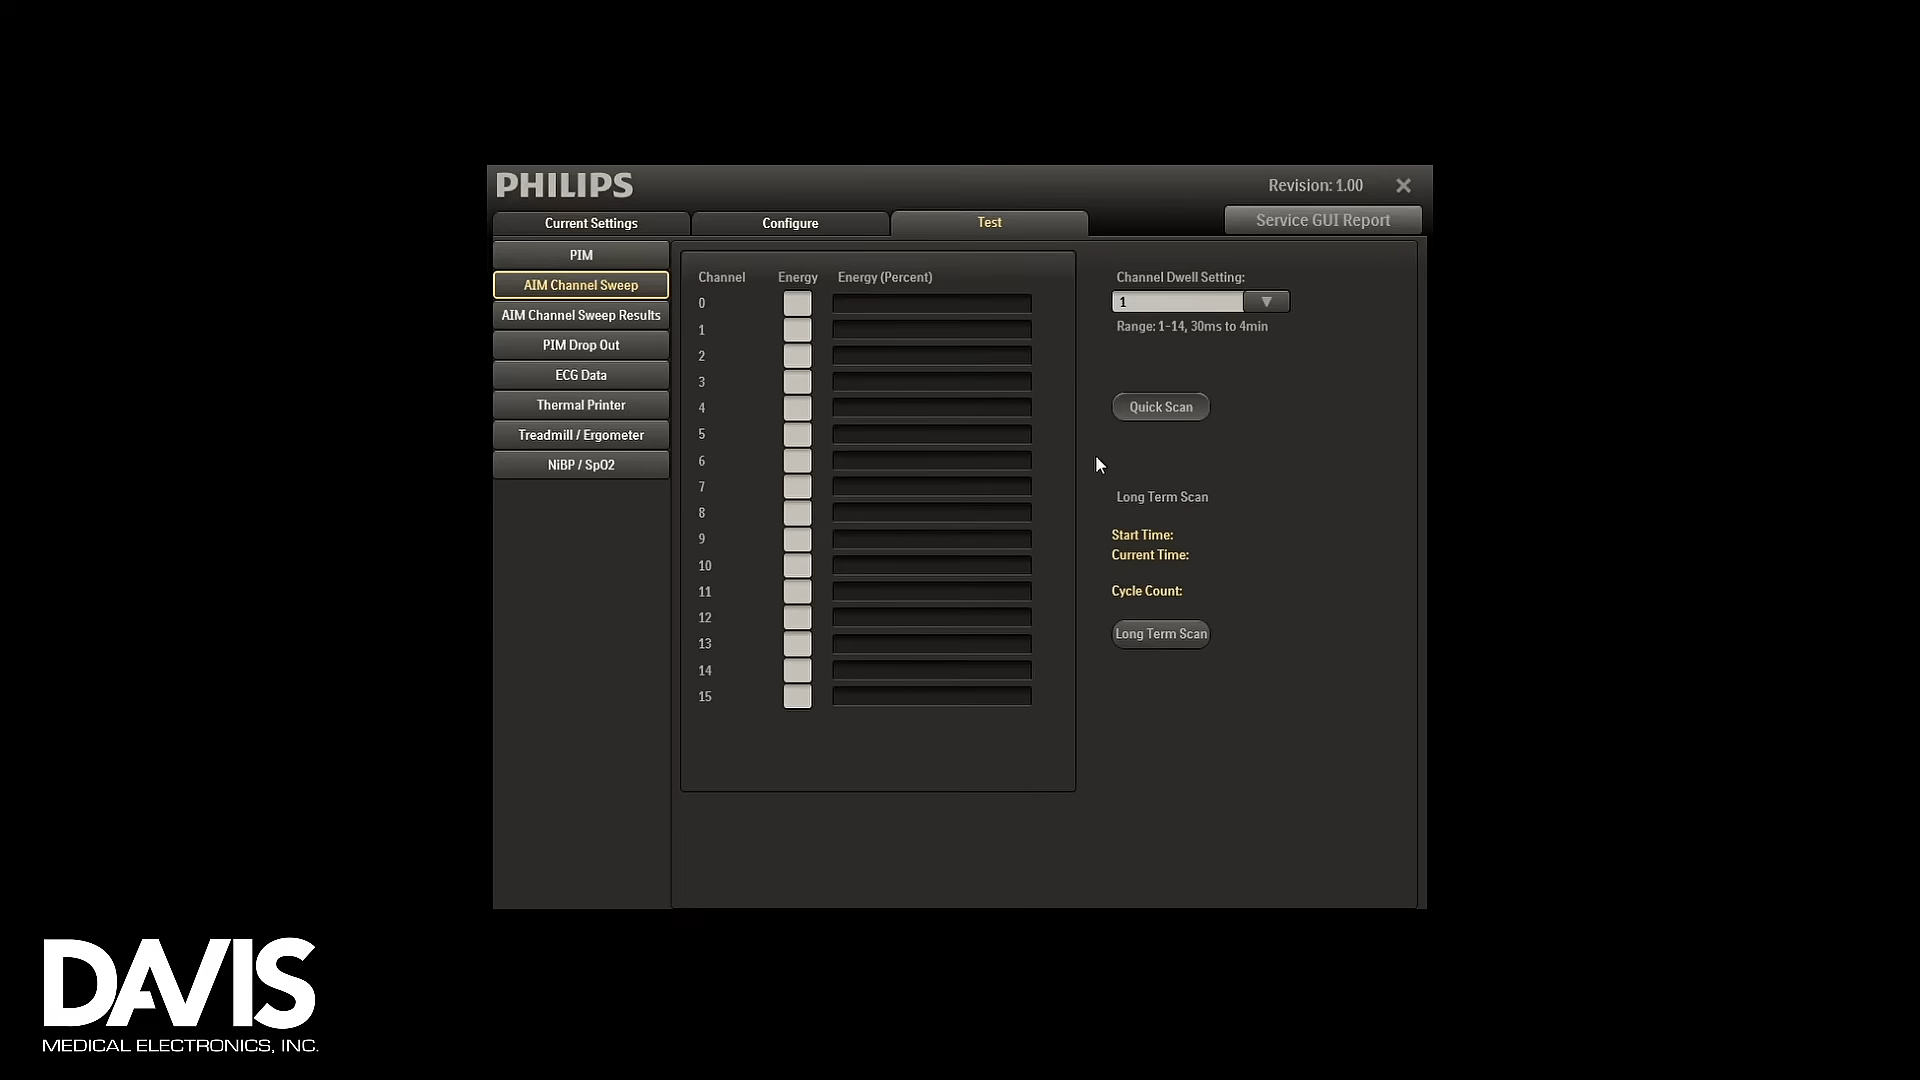 PHILIPS
Revision: 1.00
Current Settings
Configure
Test
Service GUI Report
PIM
AIM Channel Sweep
AIM Channel Sweep Results
PIM Drop Out
ECG Data
Thermal Printer
Treadmill / Ergometer
NiBP / SpO2
Channel Energy Energy (Percent)
0
1
2
3
4
5
6
7
8
9
10
11
12
13
14
15
Channel Dwell Setting:
1
Range: 1-14, 30ms to 4min
Quick Scan
Long Term Scan
Start Time:
Current Time:
Cycle Count:
Long Term Scan
DAVIS
MEDICAL ELECTRONICS, INC.